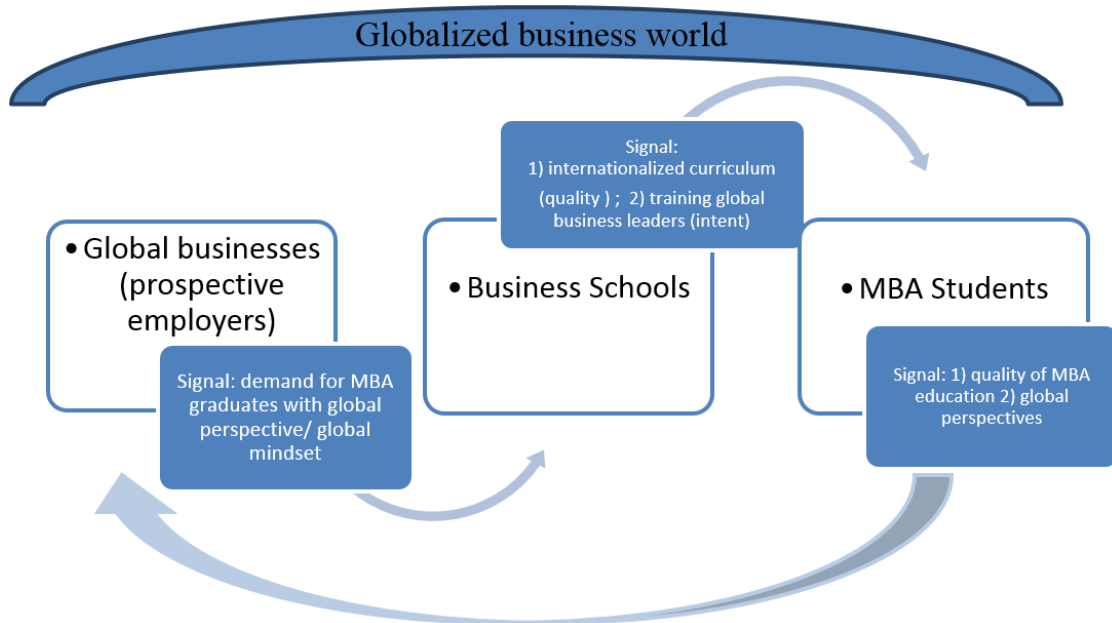 Globalized business world
Signal:
1) internationalized curriculum
(quality ) ;  2) training global
business leaders (intent)
• Global businesses
(prospective
employers)
Signal: demand for MBA
graduates with global
perspective/ global
mindset
• Business Schools
• MBA Students
Signal: 1) quality of MBA
education 2) global
perspectives